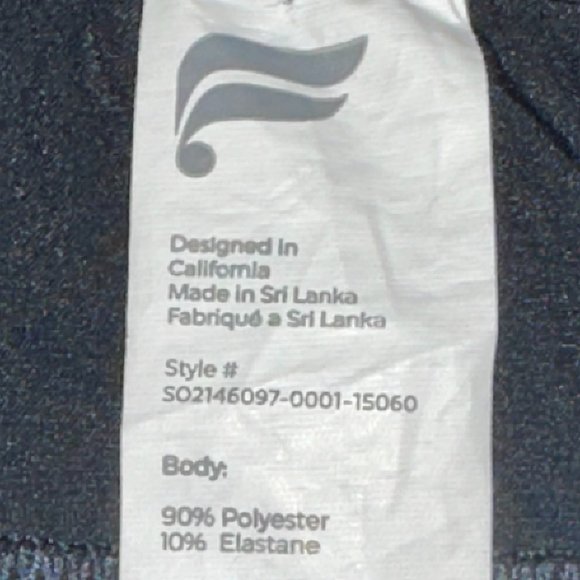 Designed in
California
Made in Sri Lanka
Fabriqué a Sri Lanka
Style #
SO2146097-0001-15060
Body:
90% Polyester
10% Elastane